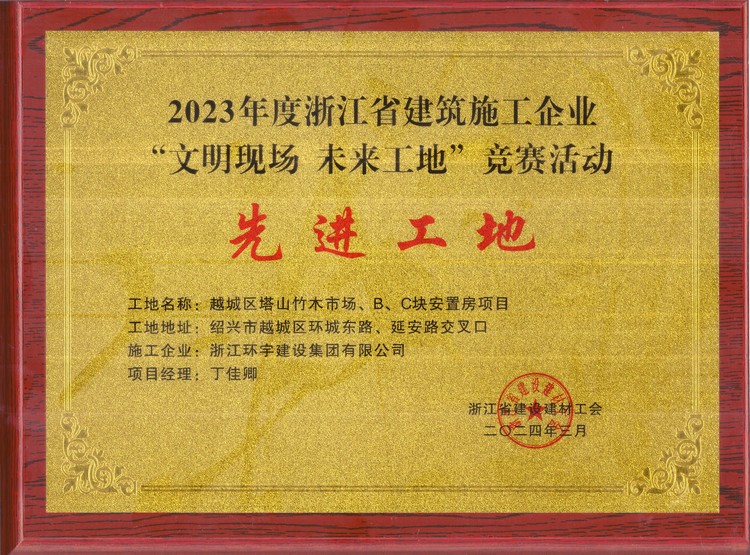 2023年度浙江省建筑施工企业
“文明现场 未来工地”竞赛活动
先进工地
工地名称：越城区塔山竹木市场、B、C块安置房项目
工地地址：绍兴市越城区环城东路、延安路交叉口
施工企业：浙江环宇建设集团有限公司
项目经理：丁佳卿
浙江省建设建材工会
二〇二四年三月